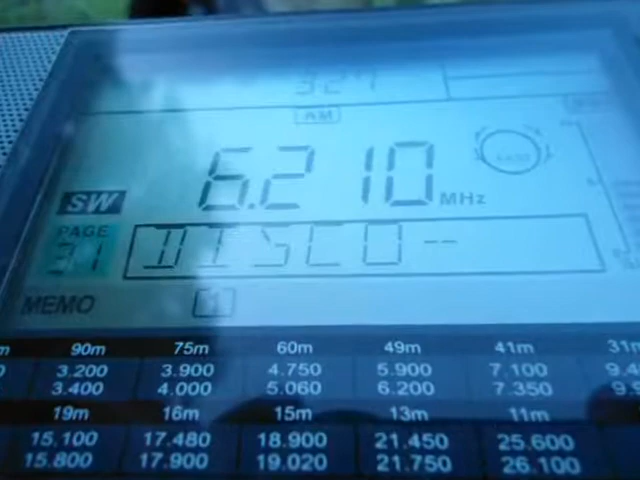 327
AM
6.210 MHz
SW
PAGE
31 DISCO--
MEMO 1
90m 75m 60m 49m 41m 31m
3.200 3.900 4.750 5.900 7.100
3.400 4.000 5.060 6.200 7.350
19m 16m 15m 13m 11m
15.100 17.480 18.900 21.450 25.600
15.800 17.900 19.020 21.750 26.100